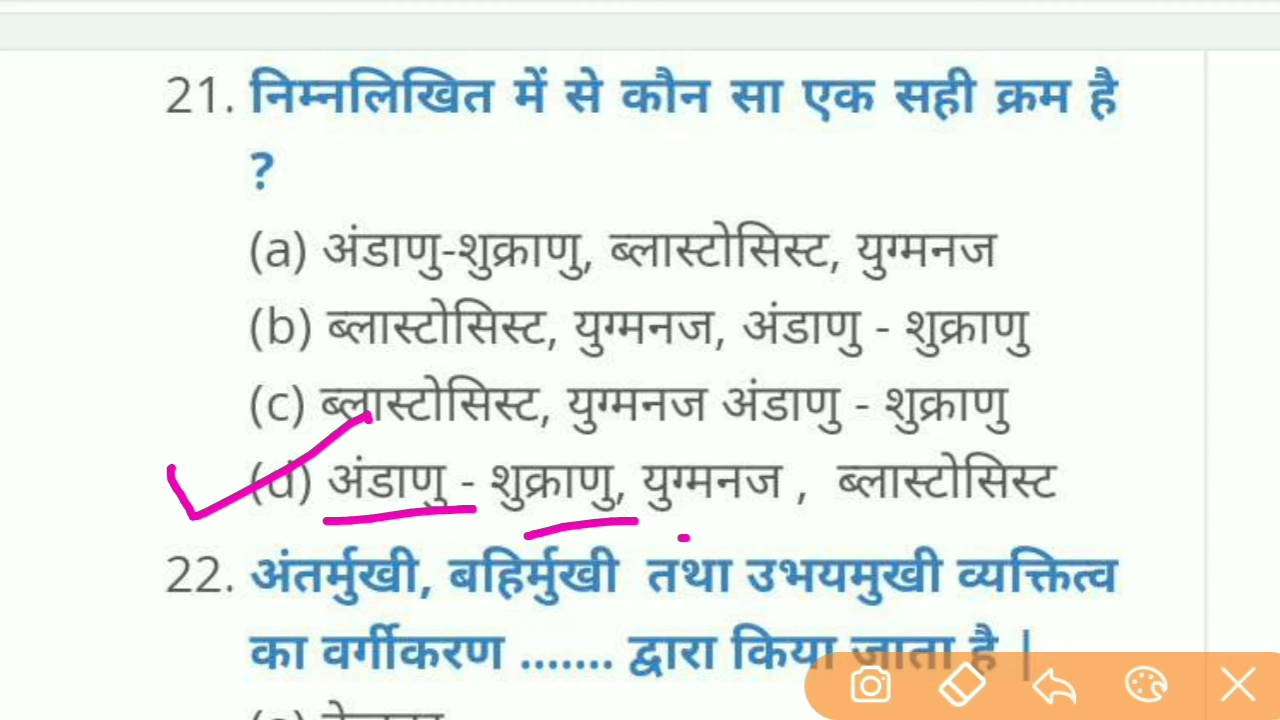 21. निम्नलिखित में से कौन सा एक सही क्रम है
?
(a) अंडाणु-शुक्राणु, ब्लास्टोसिस्ट, युग्मनज
(b) ब्लास्टोसिस्ट, युग्मनज, अंडाणु - शुक्राणु
(c) ब्लास्टोसिस्ट, युग्मनज अंडाणु - शुक्राणु
(d) अंडाणु - शुक्राणु, युग्मनज , ब्लास्टोसिस्ट
22. अंतर्मुखी, बहिर्मुखी तथा उभयमुखी व्यक्तित्व
का वर्गीकरण ....... द्वारा किया जाता है |